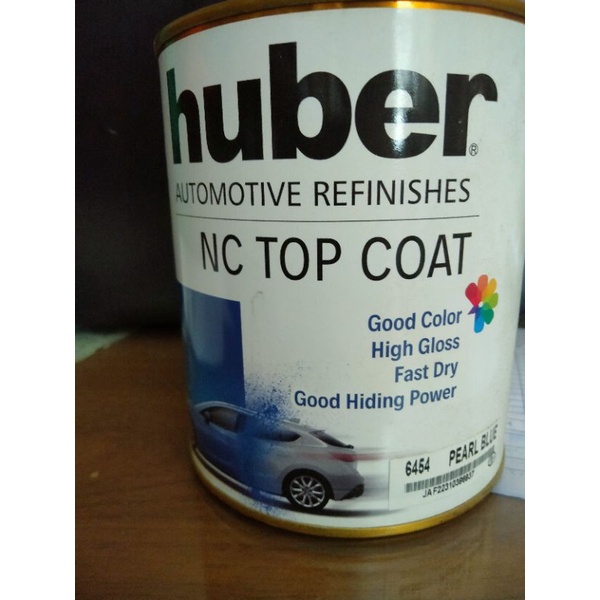 huber®
AUTOMOTIVE REFINISHES
NC TOP COAT
Good Color
High Gloss
Fast Dry
Good Hiding Power
6454 PEARL BLUE